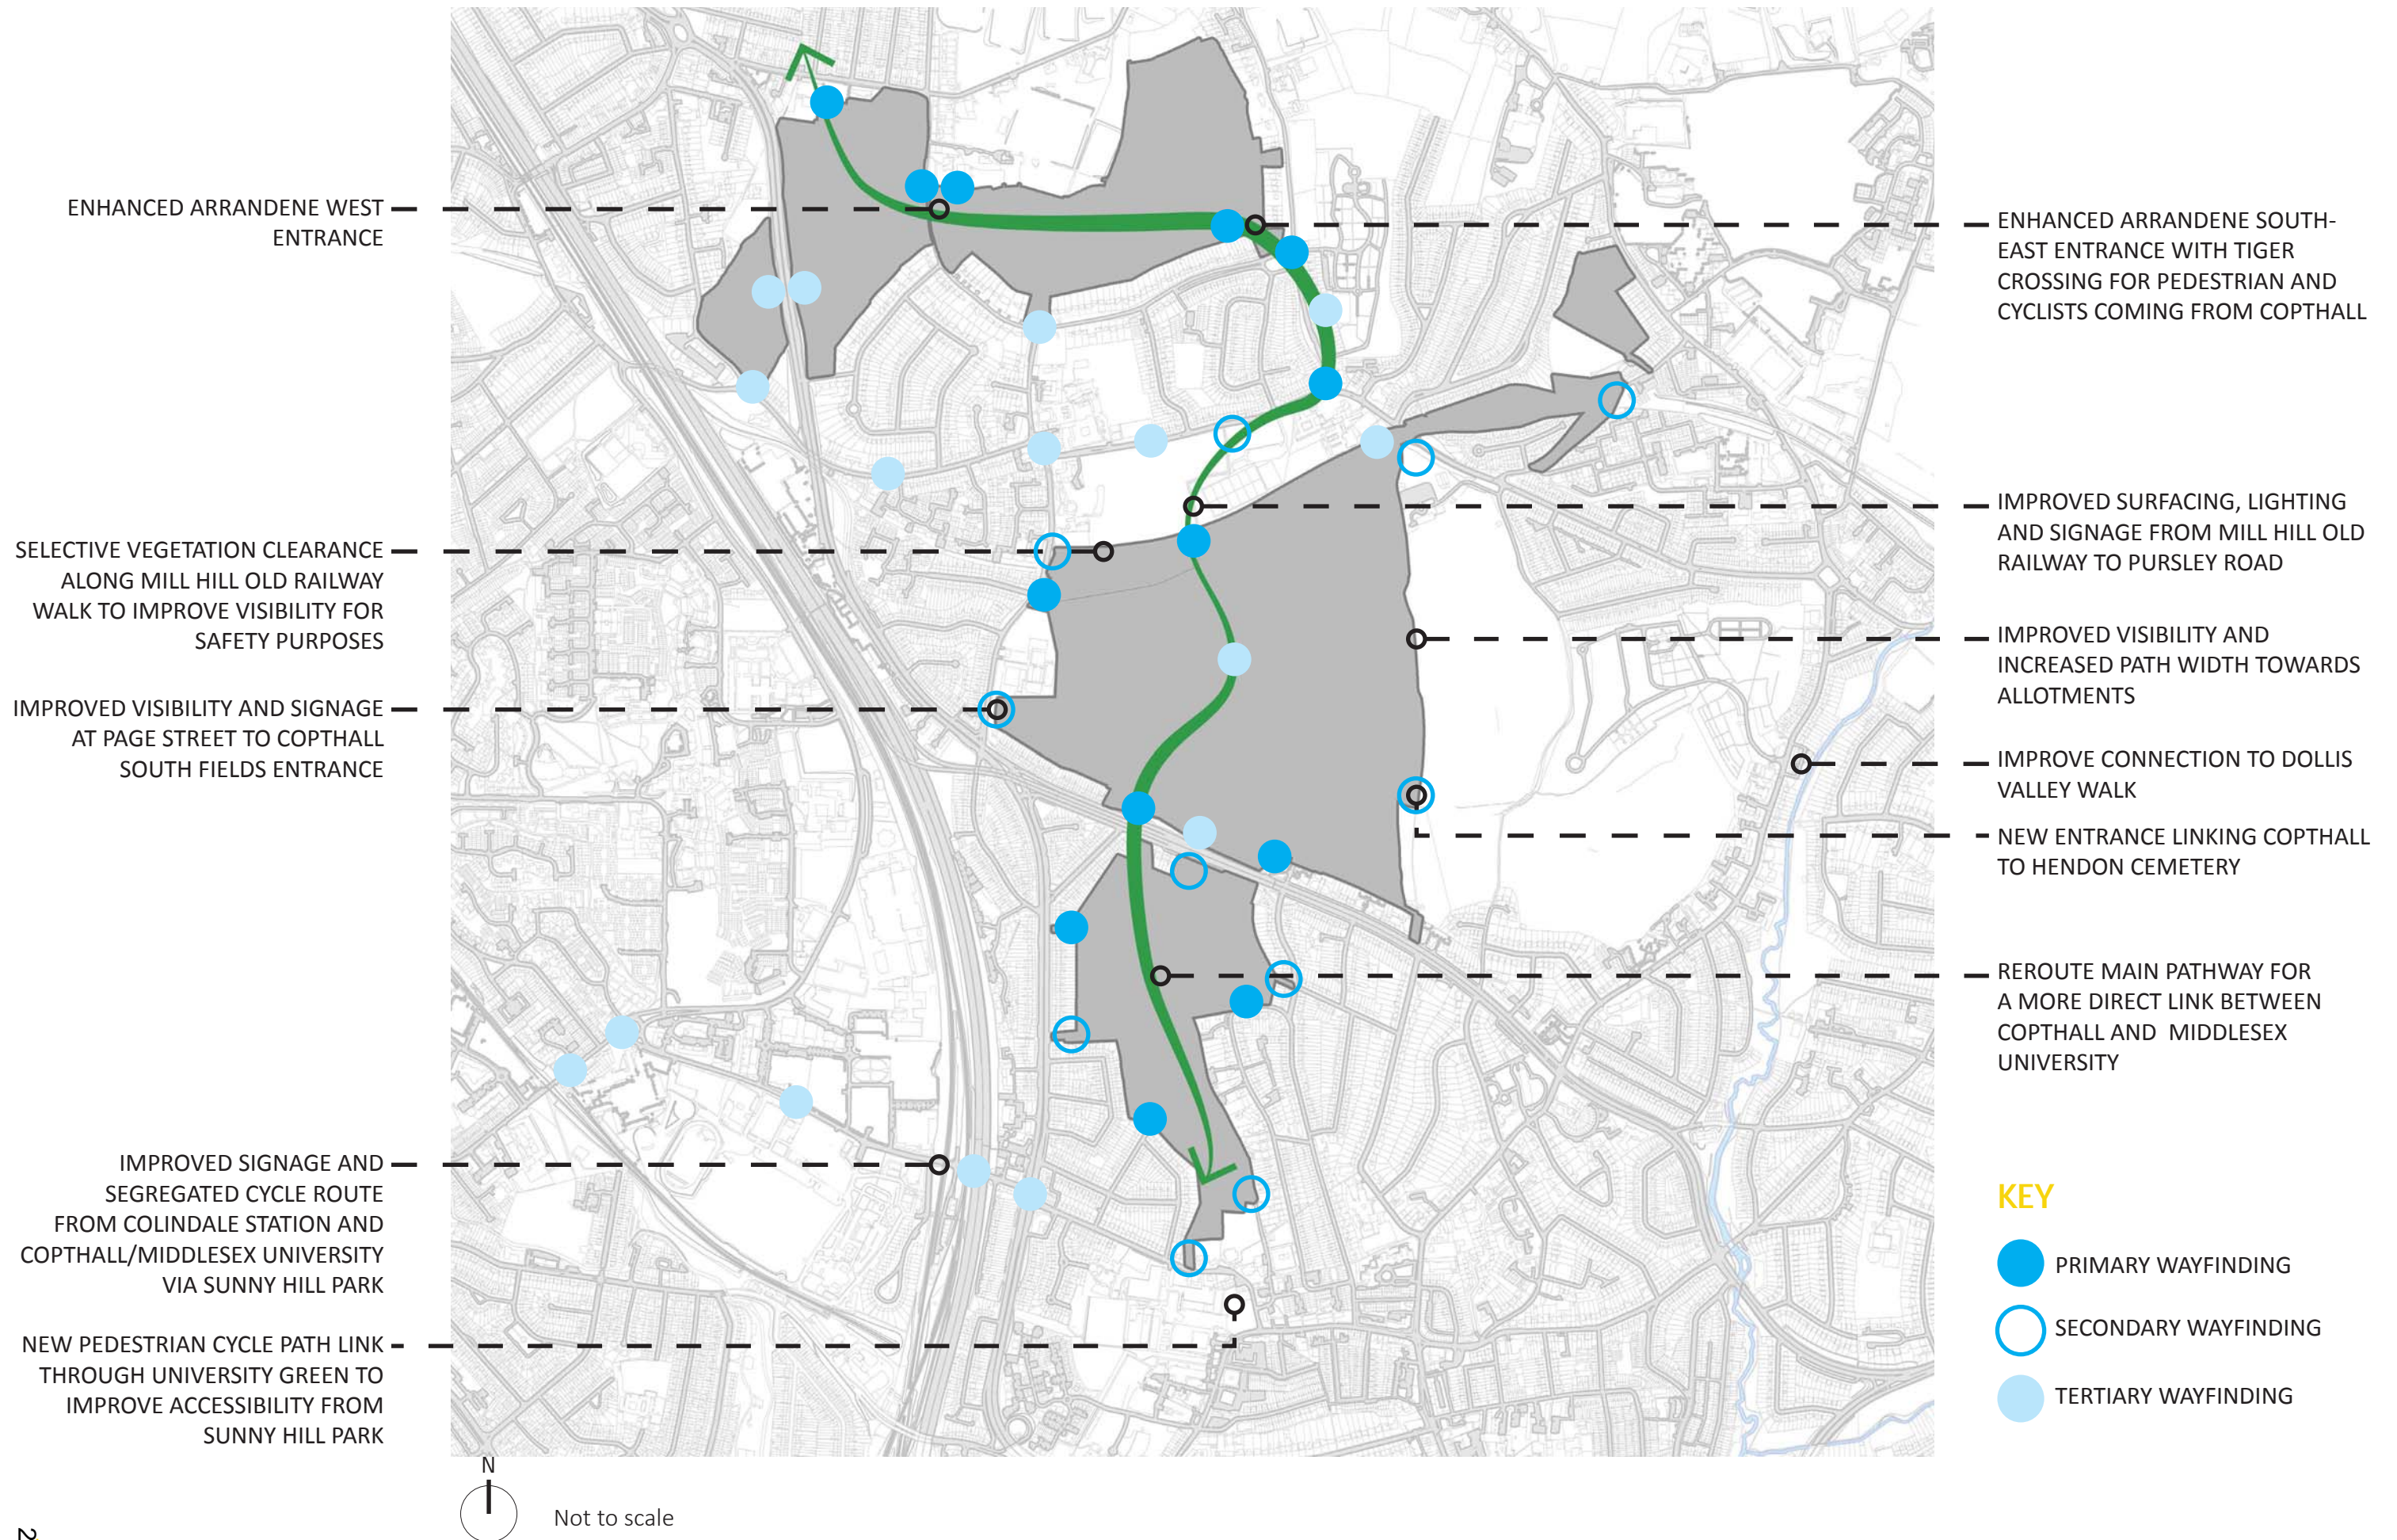 ENHANCED ARRANDENE WEST
ENTRANCE
SELECTIVE VEGETATION CLEARANCE
ALONG MILL HILL OLD RAILWAY
WALK TO IMPROVE VISIBILITY FOR
SAFETY PURPOSES
IMPROVED VISIBILITY AND SIGNAGE
AT PAGE STREET TO COPTHALL
SOUTH FIELDS ENTRANCE
IMPROVED SIGNAGE AND
SEGREGATED CYCLE ROUTE
FROM COLINDALE STATION AND
COPTHALL/MIDDLESEX UNIVERSITY
VIA SUNNY HILL PARK
NEW PEDESTRIAN CYCLE PATH LINK
THROUGH UNIVERSITY GREEN TO
IMPROVE ACCESSIBILITY FROM
SUNNY HILL PARK
ENHANCED ARRANDENE SOUTH-
EAST ENTRANCE WITH TIGER
CROSSING FOR PEDESTRIAN AND
CYCLISTS COMING FROM COPTHALL
IMPROVED SURFACING, LIGHTING
AND SIGNAGE FROM MILL HILL OLD
RAILWAY TO PURSLEY ROAD
IMPROVED VISIBILITY AND
INCREASED PATH WIDTH TOWARDS
ALLOTMENTS
IMPROVE CONNECTION TO DOLLIS
VALLEY WALK
NEW ENTRANCE LINKING COPTHALL
TO HENDON CEMETERY
REROUTE MAIN PATHWAY FOR
A MORE DIRECT LINK BETWEEN
COPTHALL AND MIDDLESEX
UNIVERSITY
KEY
PRIMARY WAYFINDING
SECONDARY WAYFINDING
TERTIARY WAYFINDING
N
Not to scale
2